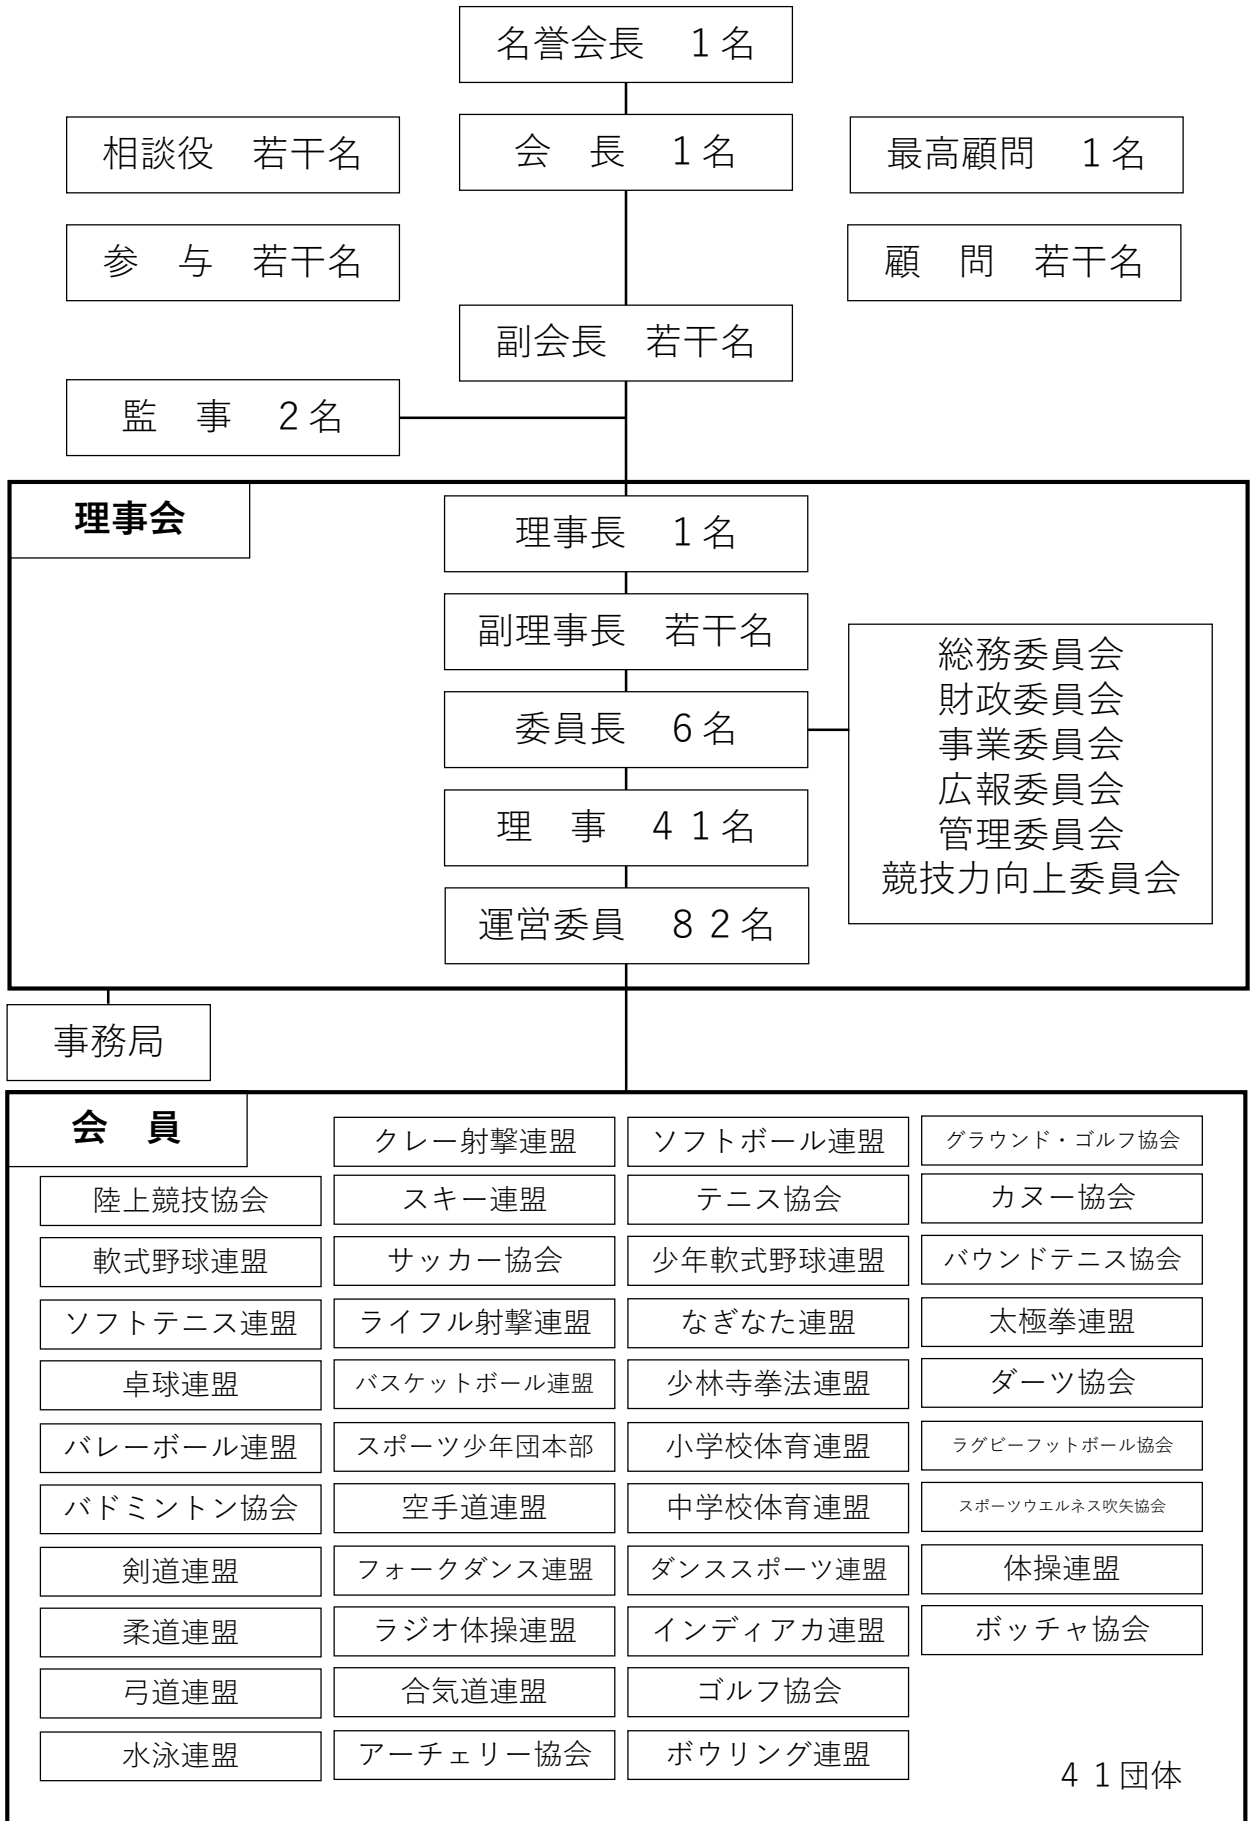 名誉会長　１名
相談役　若干名
会　長　１名
最高顧問　１名
参　与　若干名
顧　問　若干名
副会長　若干名
監　事　２名
理事会
理事長　１名
副理事長　若干名
委員長　６名
理　事　４１名
運営委員　８２名
総務委員会
財政委員会
事業委員会
広報委員会
管理委員会
競技力向上委員会
事務局
会　員
陸上競技協会
軟式野球連盟
ソフトテニス連盟
卓球連盟
バレーボール連盟
バドミントン協会
剣道連盟
柔道連盟
弓道連盟
水泳連盟
クレー射撃連盟
スキー連盟
サッカー協会
ライフル射撃連盟
バスケットボール連盟
スポーツ少年団本部
空手道連盟
フォークダンス連盟
ラジオ体操連盟
合気道連盟
アーチェリー協会
ソフトボール連盟
テニス協会
少年軟式野球連盟
なぎなた連盟
少林寺拳法連盟
小学校体育連盟
中学校体育連盟
ダンススポーツ連盟
インディアカ連盟
ゴルフ協会
ボウリング連盟
グラウンド・ゴルフ協会
カヌー協会
バウンドテニス協会
太極拳連盟
ダーツ協会
ラグビーフットボール協会
スポーツウエルネス吹矢協会
体操連盟
ボッチャ協会
４１団体